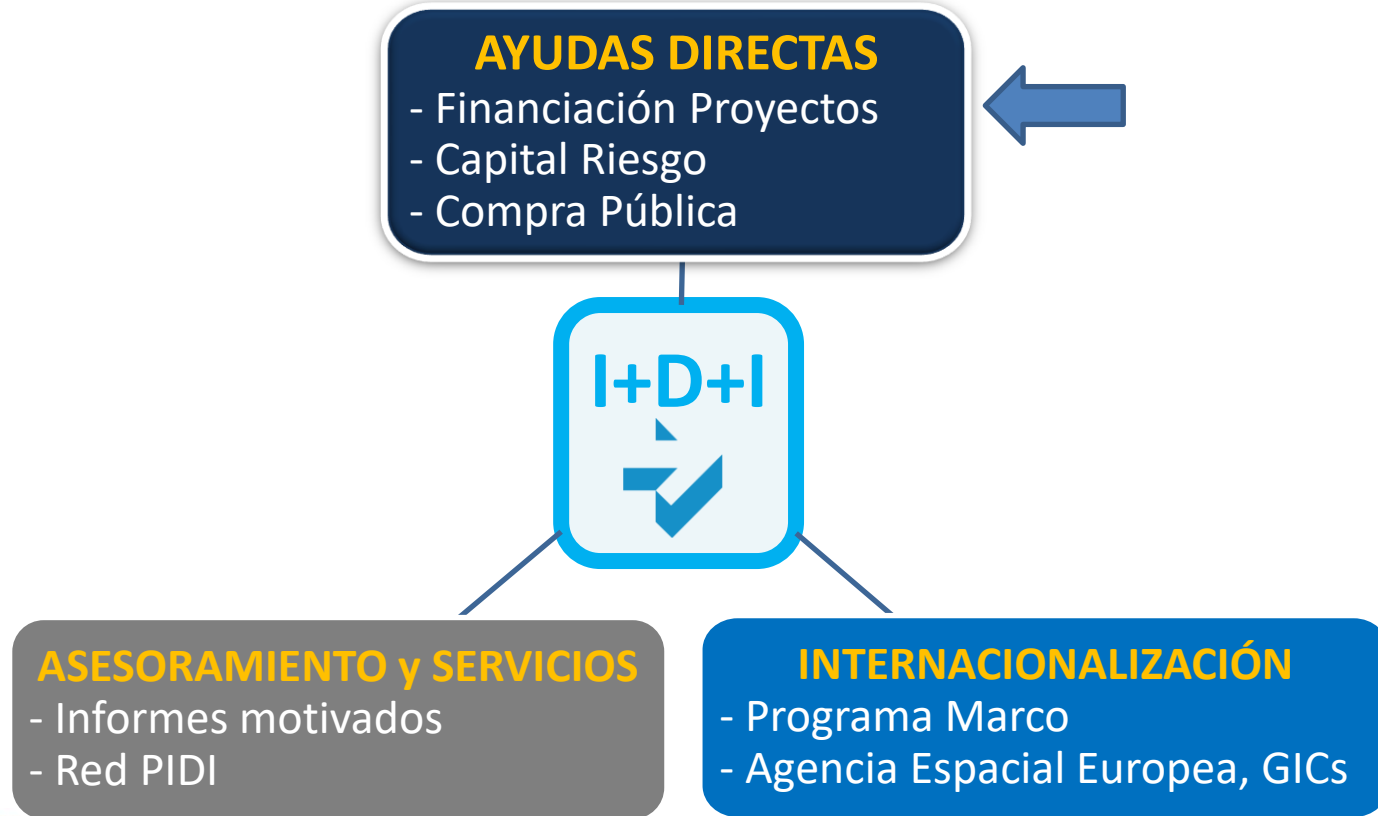 AYUDAS DIRECTAS
- Financiación Proyectos
- Capital Riesgo
- Compra Pública
I+D+I
ASESORAMIENTO y SERVICIOS
- Informes motivados
- Red PIDI
INTERNACIONALIZACIÓN
- Programa Marco
- Agencia Espacial Europea, GICs